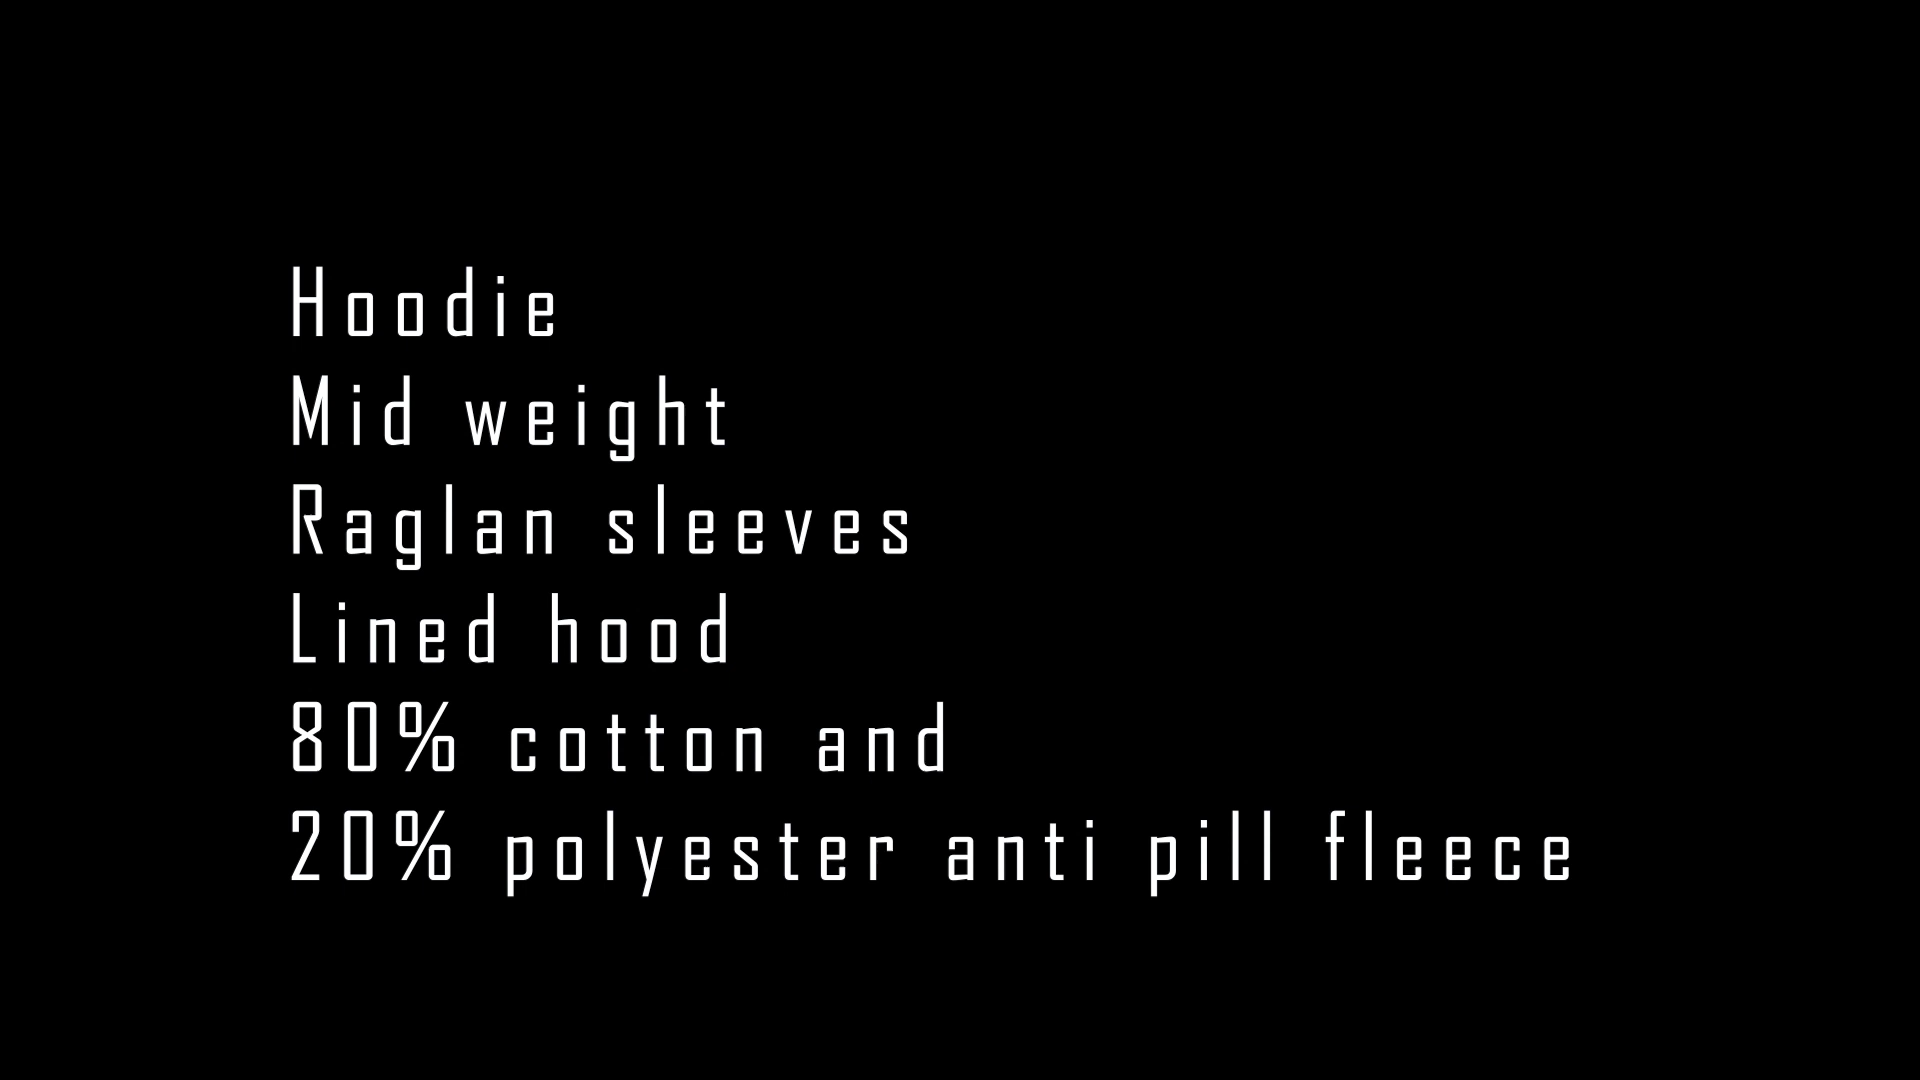 Hoodie
Mid weight
Raglan sleeves
Lined hood
80% cotton and
20% polyester anti pill fleece